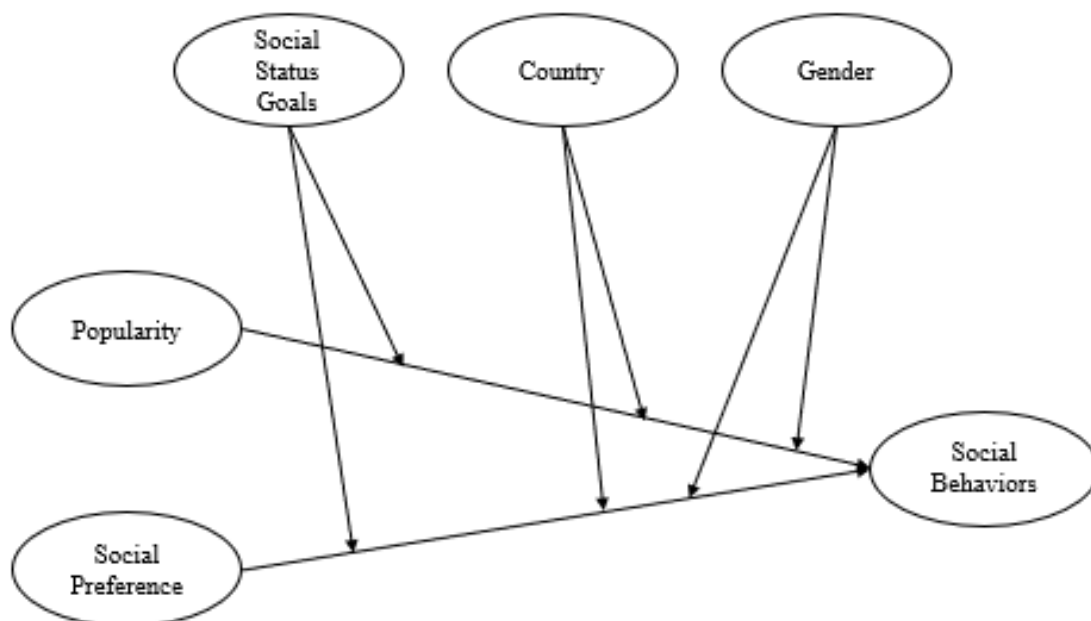 Social
Status
Goals
Country
Gender
Popularity
Social
Behaviors
Social
Preference